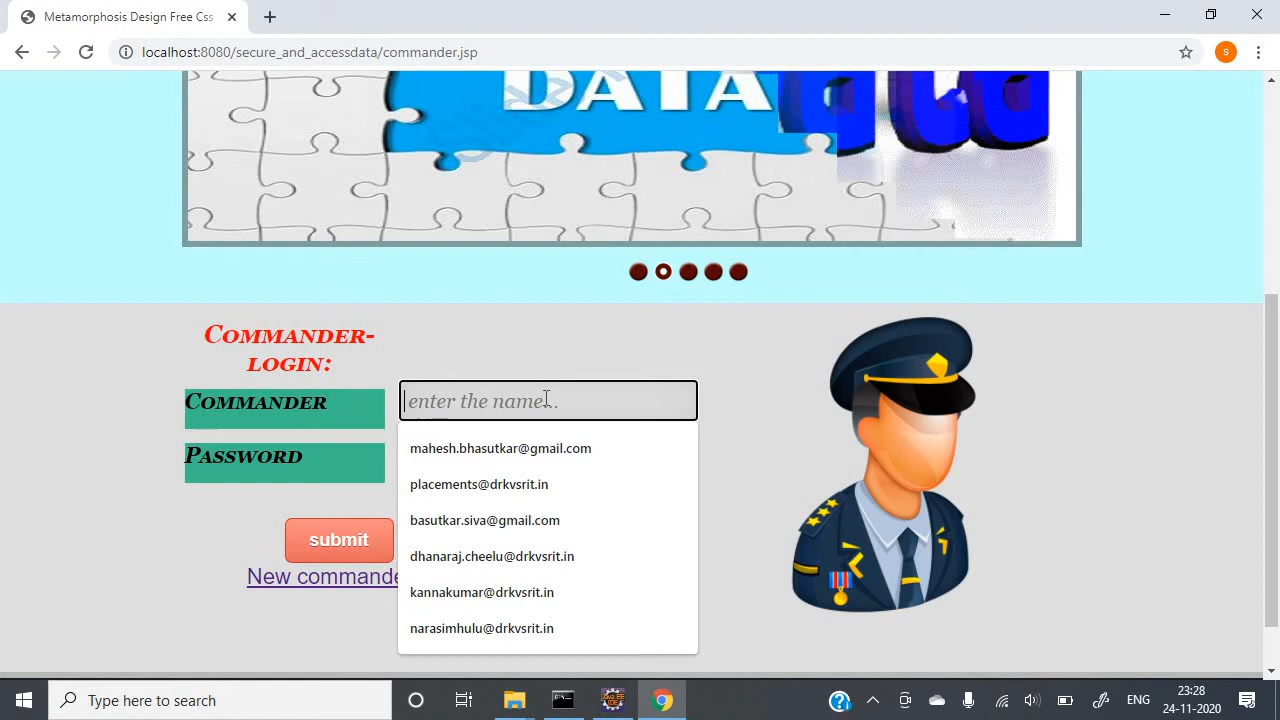 Metamorphosis Design Free Css
localhost:8080/secure_and_accessdata/commander.jsp
S
DATA
COMMANDER-
LOGIN:
COMMANDER
enter the name...
mahesh.bhasutkar@gmail.com
PASSWORD
placements@drkvsrit.in
basutkar.siva@gmail.com
submit
dhanaraj.cheelu@drkvsrit.in
New commande
kannakumar@drkvsrit.in
narasimhulu@drkvsrit.in
Type here to search
ENG
23:28
24-11-2020